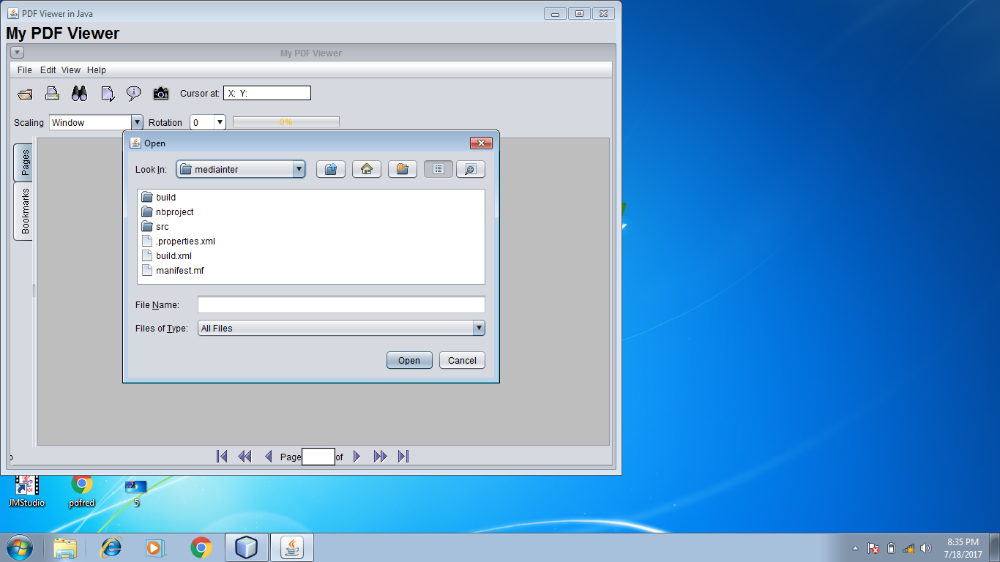 PDF Viewer in Java
My PDF Viewer
My PDF Viewer
File Edit View Help
Cursor at: X: Y:
Scaling Window Rotation 0 0%
Pages
Bookmarks
Open
Look In: mediainter
build
nbproject
src
.properties.xml
build.xml
manifest.mf
File Name:
Files of Type: All Files
Open Cancel
Page of
JMStudio pdfred 5
8:35 PM
7/18/2017